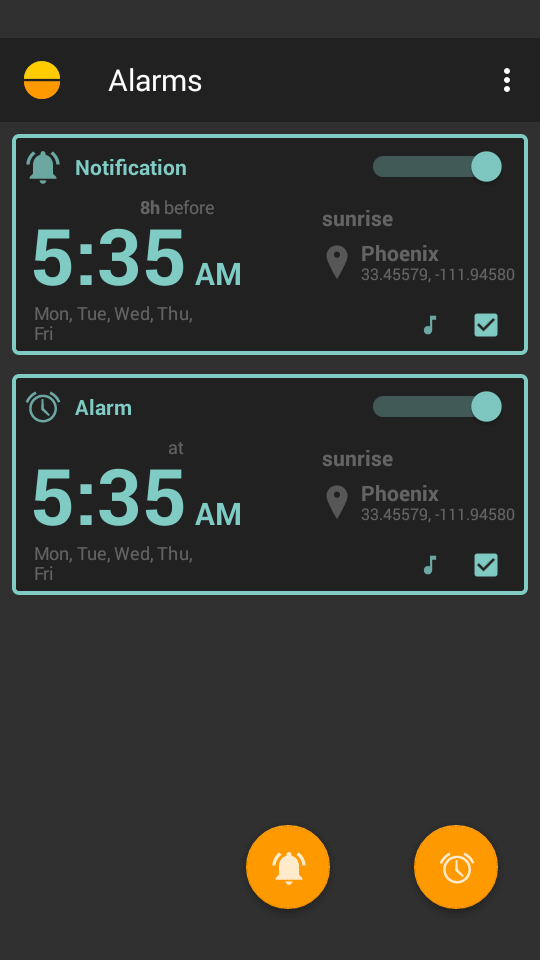 Alarms
Notification
8h before
5:35 AM
sunrise
Phoenix
33.45579, -111.94580
Mon, Tue, Wed, Thu,
Fri
Alarm
at
5:35 AM
sunrise
Phoenix
33.45579, -111.94580
Mon, Tue, Wed, Thu,
Fri